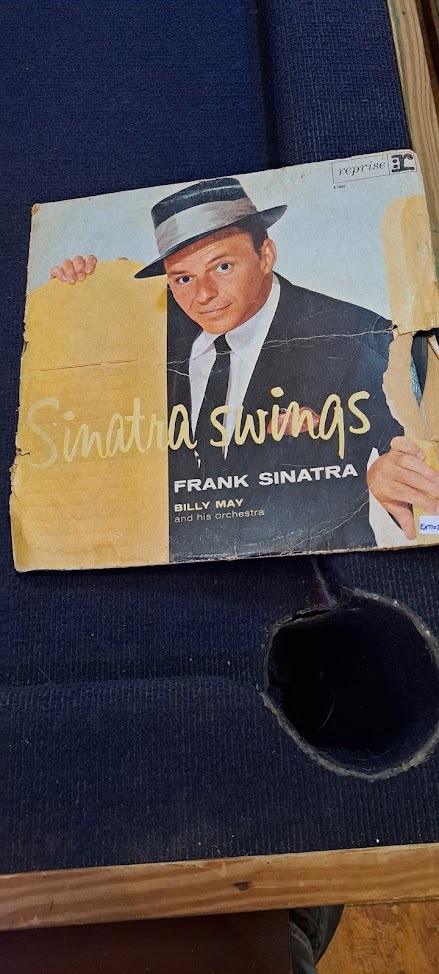 reprise
Sinatra swings
FRANK SINATRA
BILLY MAY
and his orchestra